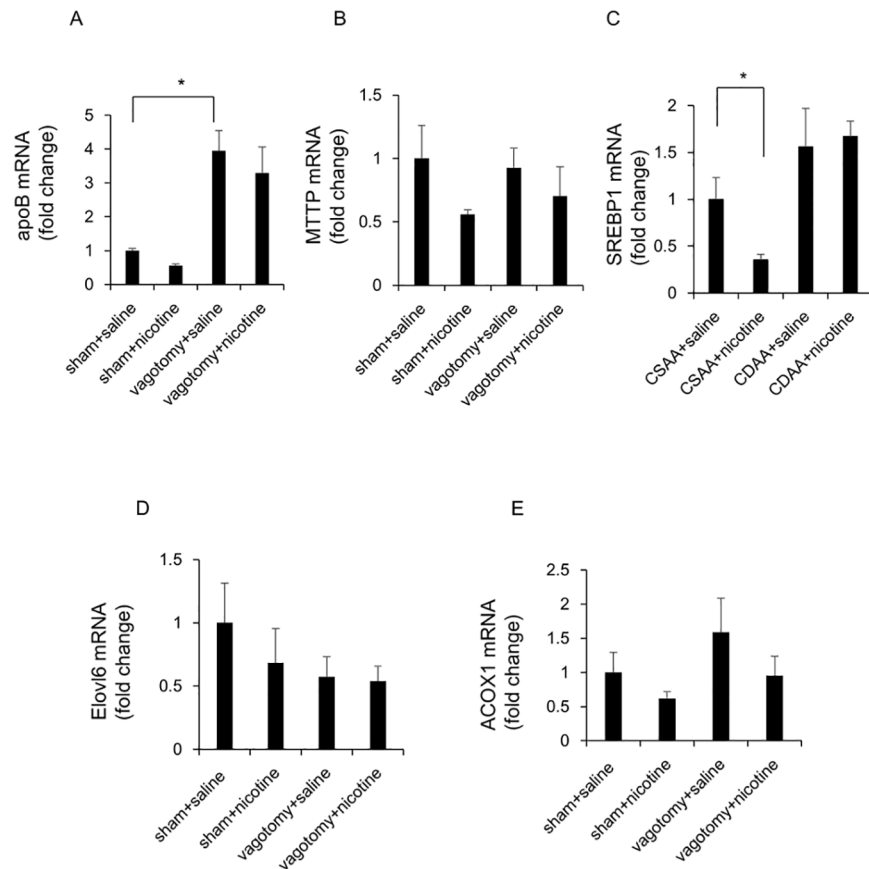 A
*
apoB mRNA
(fold change)
5
4
3
2
1
0
sham+saline
sham+nicotine
vagotomy+saline
vagotomy+nicotine
B
MTTP mRNA
(fold change)
1.5
1
0.5
0
sham+saline
sham+nicotine
vagotomy+saline
vagotomy+nicotine
C
*
SREBP1 mRNA
(fold change)
2
1.5
1
0.5
0
CSAA+saline
CSAA+nicotine
CDAA+saline
CDAA+nicotine
D
Elovl6 mRNA
(fold change)
1.5
1
0.5
0
sham+saline
sham+nicotine
vagotomy+saline
vagotomy+nicotine
E
ACOX1 mRNA
(fold change)
2.5
2
1.5
1
0.5
0
sham+saline
sham+nicotine
vagotomy+saline
vagotomy+nicotine